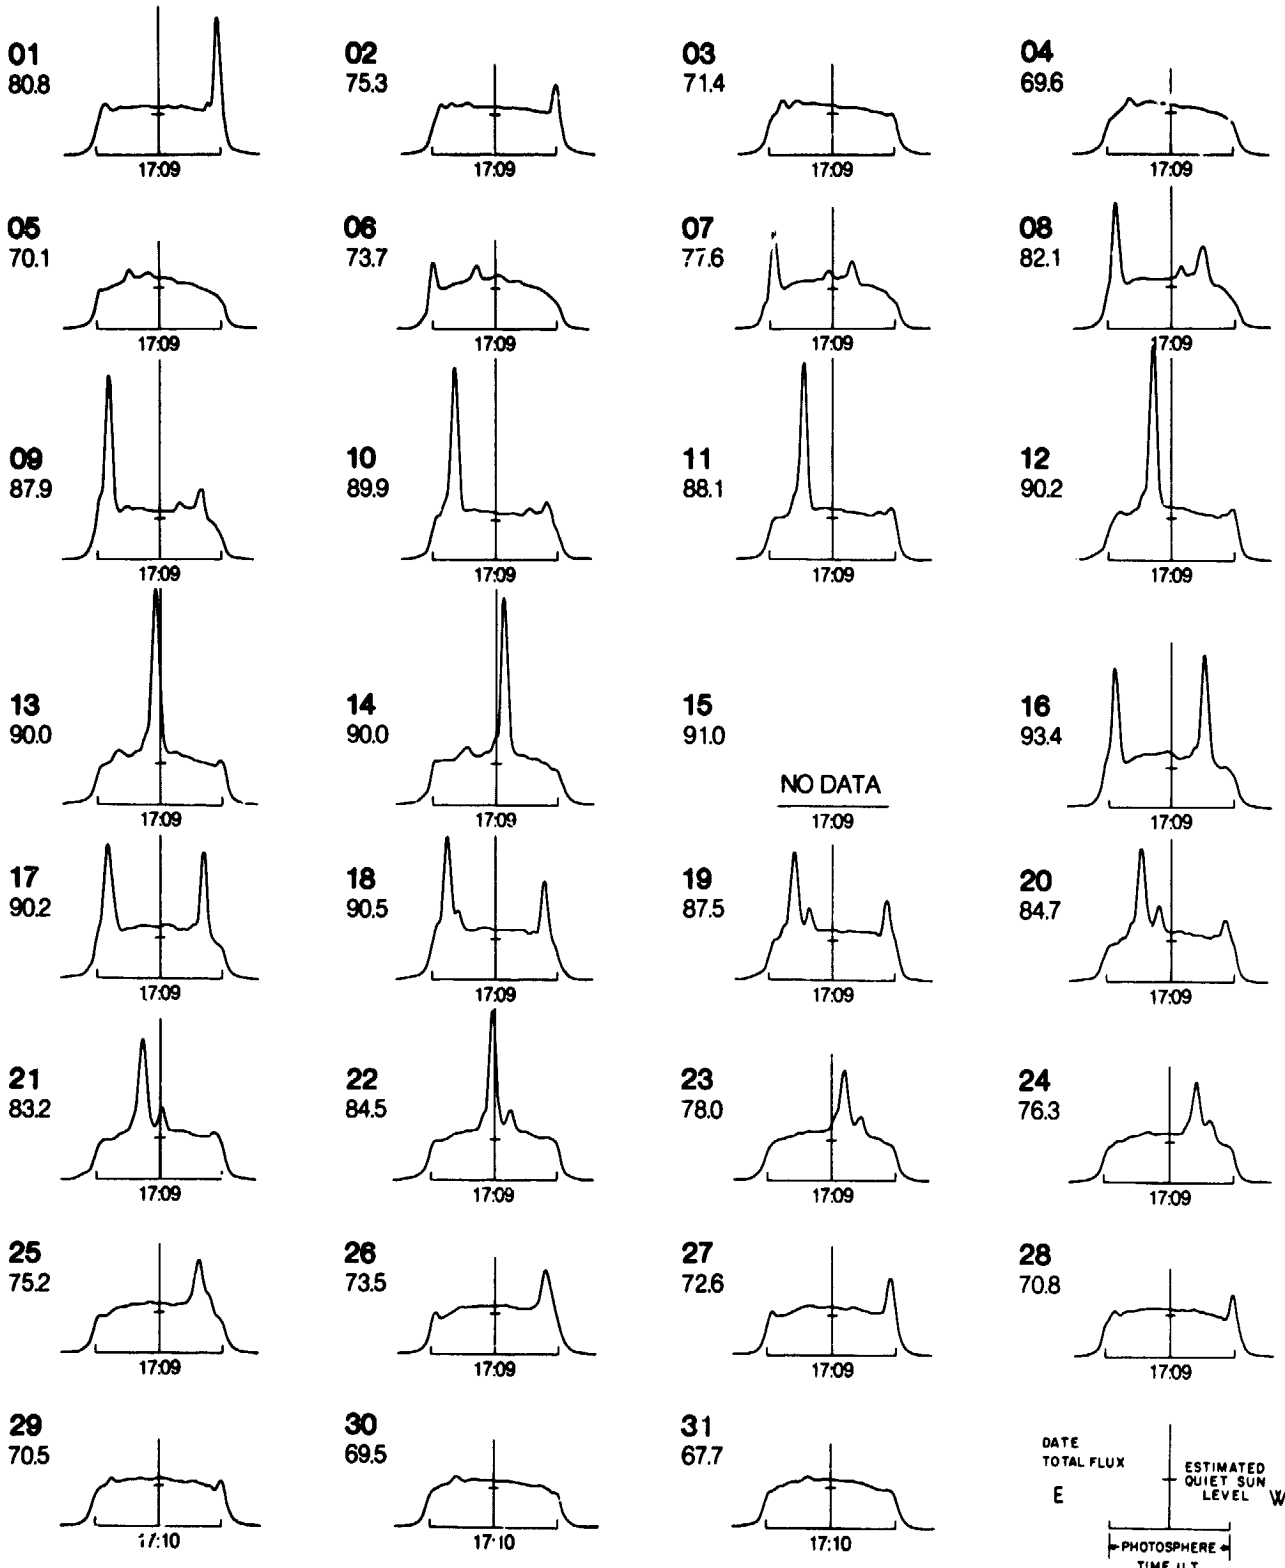 01 02 03 04
80.8 75.3 71.4 69.6
17:09 17:09 17:09 17:09
05 06 07 08
70.1 73.7 77.6 82.1
17:09 17:09 17:09 17:09
09 10 11 12
87.9 89.9 88.1 90.2
17:09 17:09 17:09 17:09
13 14 15 16
90.0 90.0 91.0 93.4
NO DATA
17:09 17:09 17:09 17:09
17 18 19 20
90.2 90.5 87.5 84.7
17:09 17:09 17:09 17:09
21 22 23 24
83.2 84.5 78.0 76.3
17:09 17:09 17:09 17:09
25 26 27 28
75.2 73.5 72.6 70.8
17:09 17:09 17:09 17:09
29 30 31
70.5 69.5 67.7
17:10 17:10 17:10
DATE
TOTAL FLUX
ESTIMATED
QUIET SUN
E LEVEL W
PHOTOSPHERE
TIME U.T.